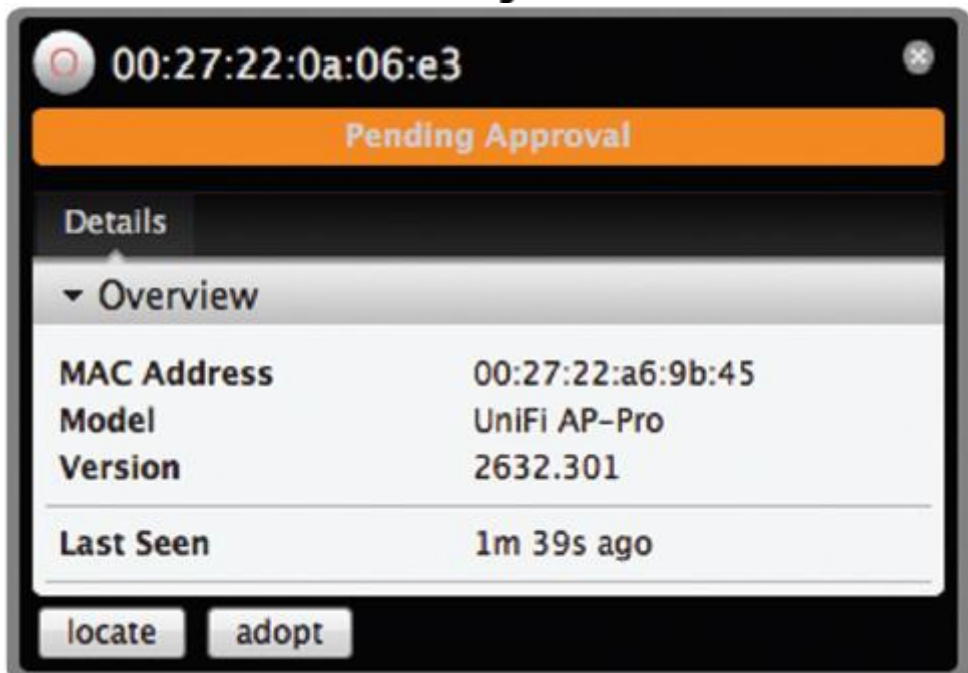 00:27:22:0a:06:e3
Pending Approval
Details
Overview
MAC Address 00:27:22:a6:9b:45
Model UniFi AP-Pro
Version 2632.301
Last Seen 1m 39s ago
locate adopt